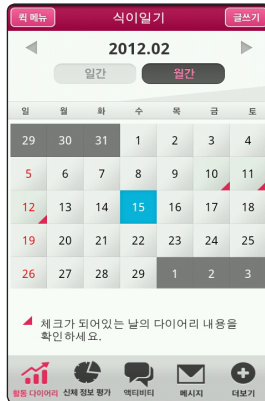 퀵 메뉴 식이일기 글쓰기
2012.02
일간 월간
일 월 화 수 목 금 토
29 30 31 1 2 3 4
5 6 7 8 9 10 11
12 13 14 15 16 17 18
19 20 21 22 23 24 25
26 27 28 29 1 2 3
체크가 되어있는 날의 다이어리 내용을
확인하세요.
활동 다이어리 신체 정보 평가 액티비티 메시지 더보기